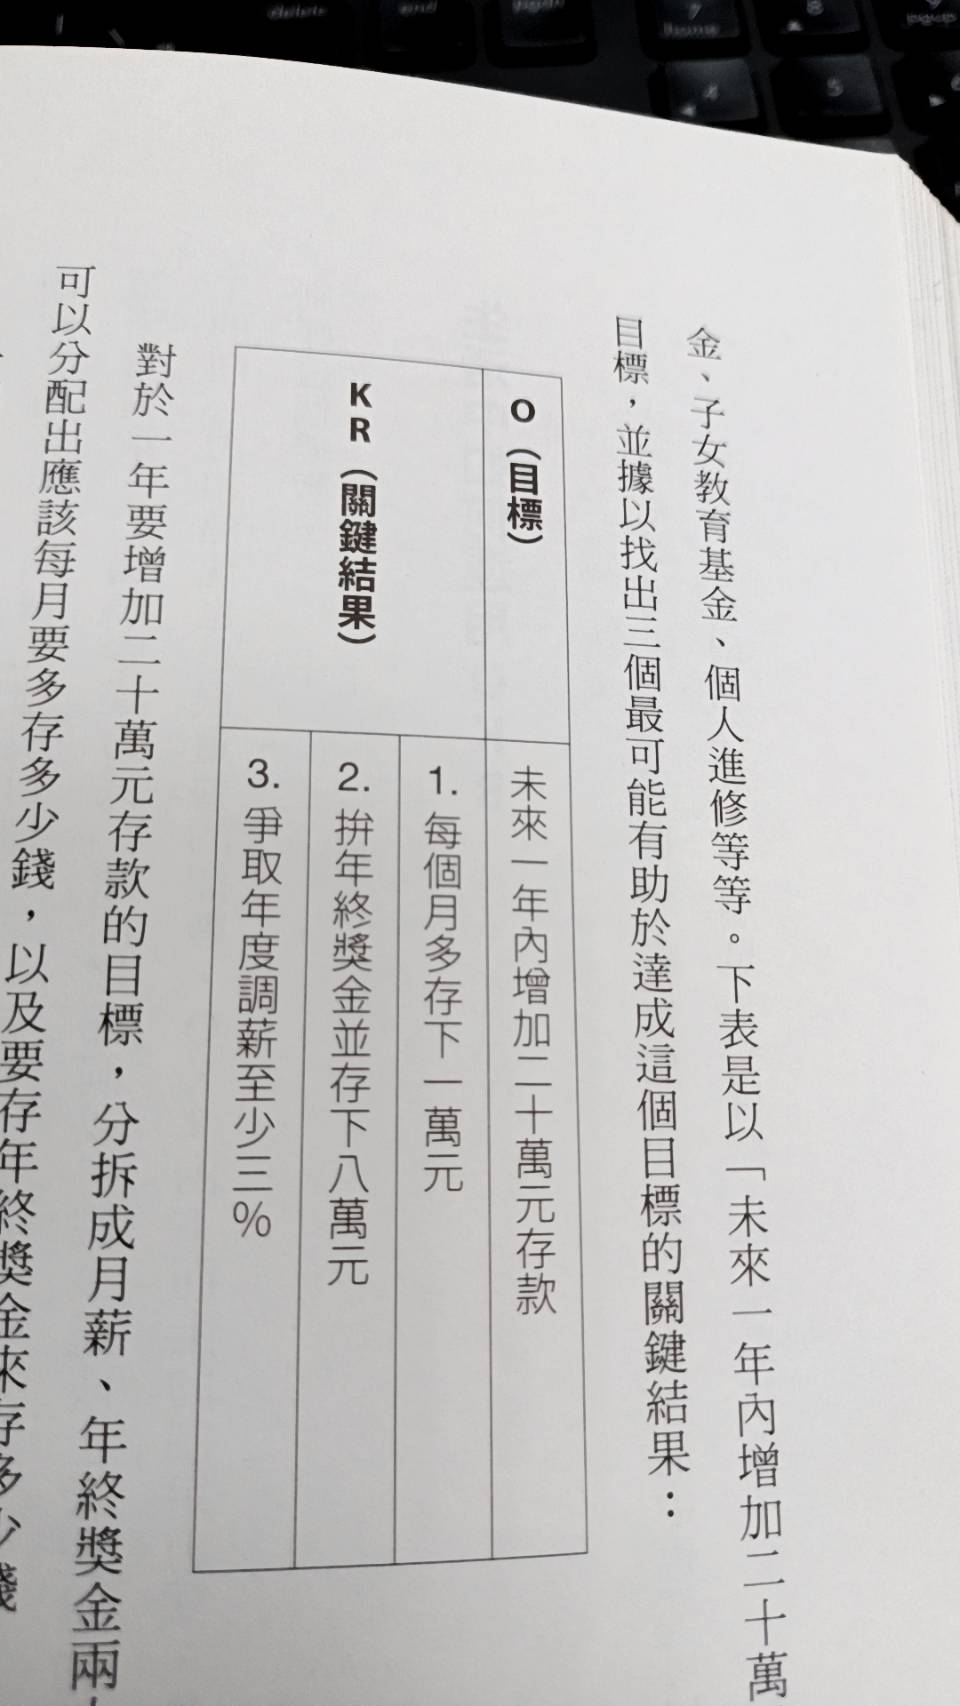 金、子女教育基金、個人進修等等。下表是以「未來一年內增加二十萬
目標，並據以找出三個最可能有助於達成這個目標的關鍵結果：
O（目標）
未來一年內增加二十萬元存款
KR（關鍵結果）
1. 每個月多存下一萬元
2. 拚年終獎金並存下八萬元
3. 爭取年度調薪至少三%
對於一年要增加二十萬元存款的目標，分拆成月薪、年終獎金兩
可以分配出應該每月要多存多少錢，以及要存年終獎金來存多少錢
delete
end
7
home
8
pgup
4
5